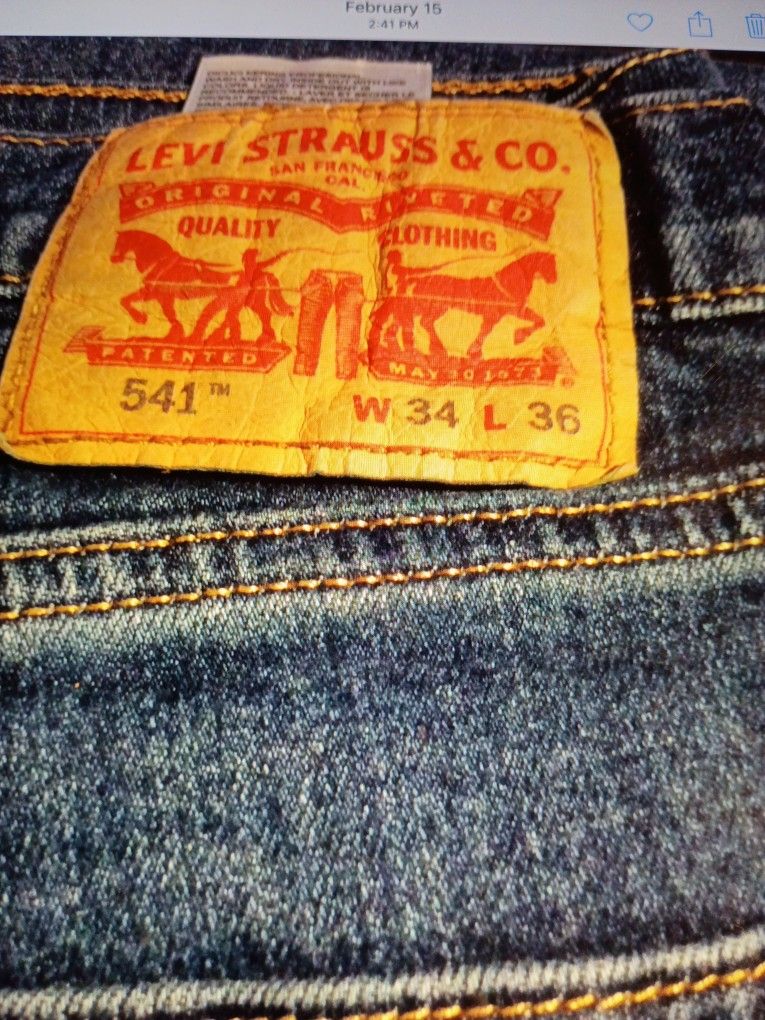 February 15
2:41 PM
LEVI STRAUSS & CO.
SAN FRANCISCO
CAL.
ORIGINAL RIVETED
QUALITY CLOTHING
PATENTED MAY 20 1873
541™ W 34 L 36